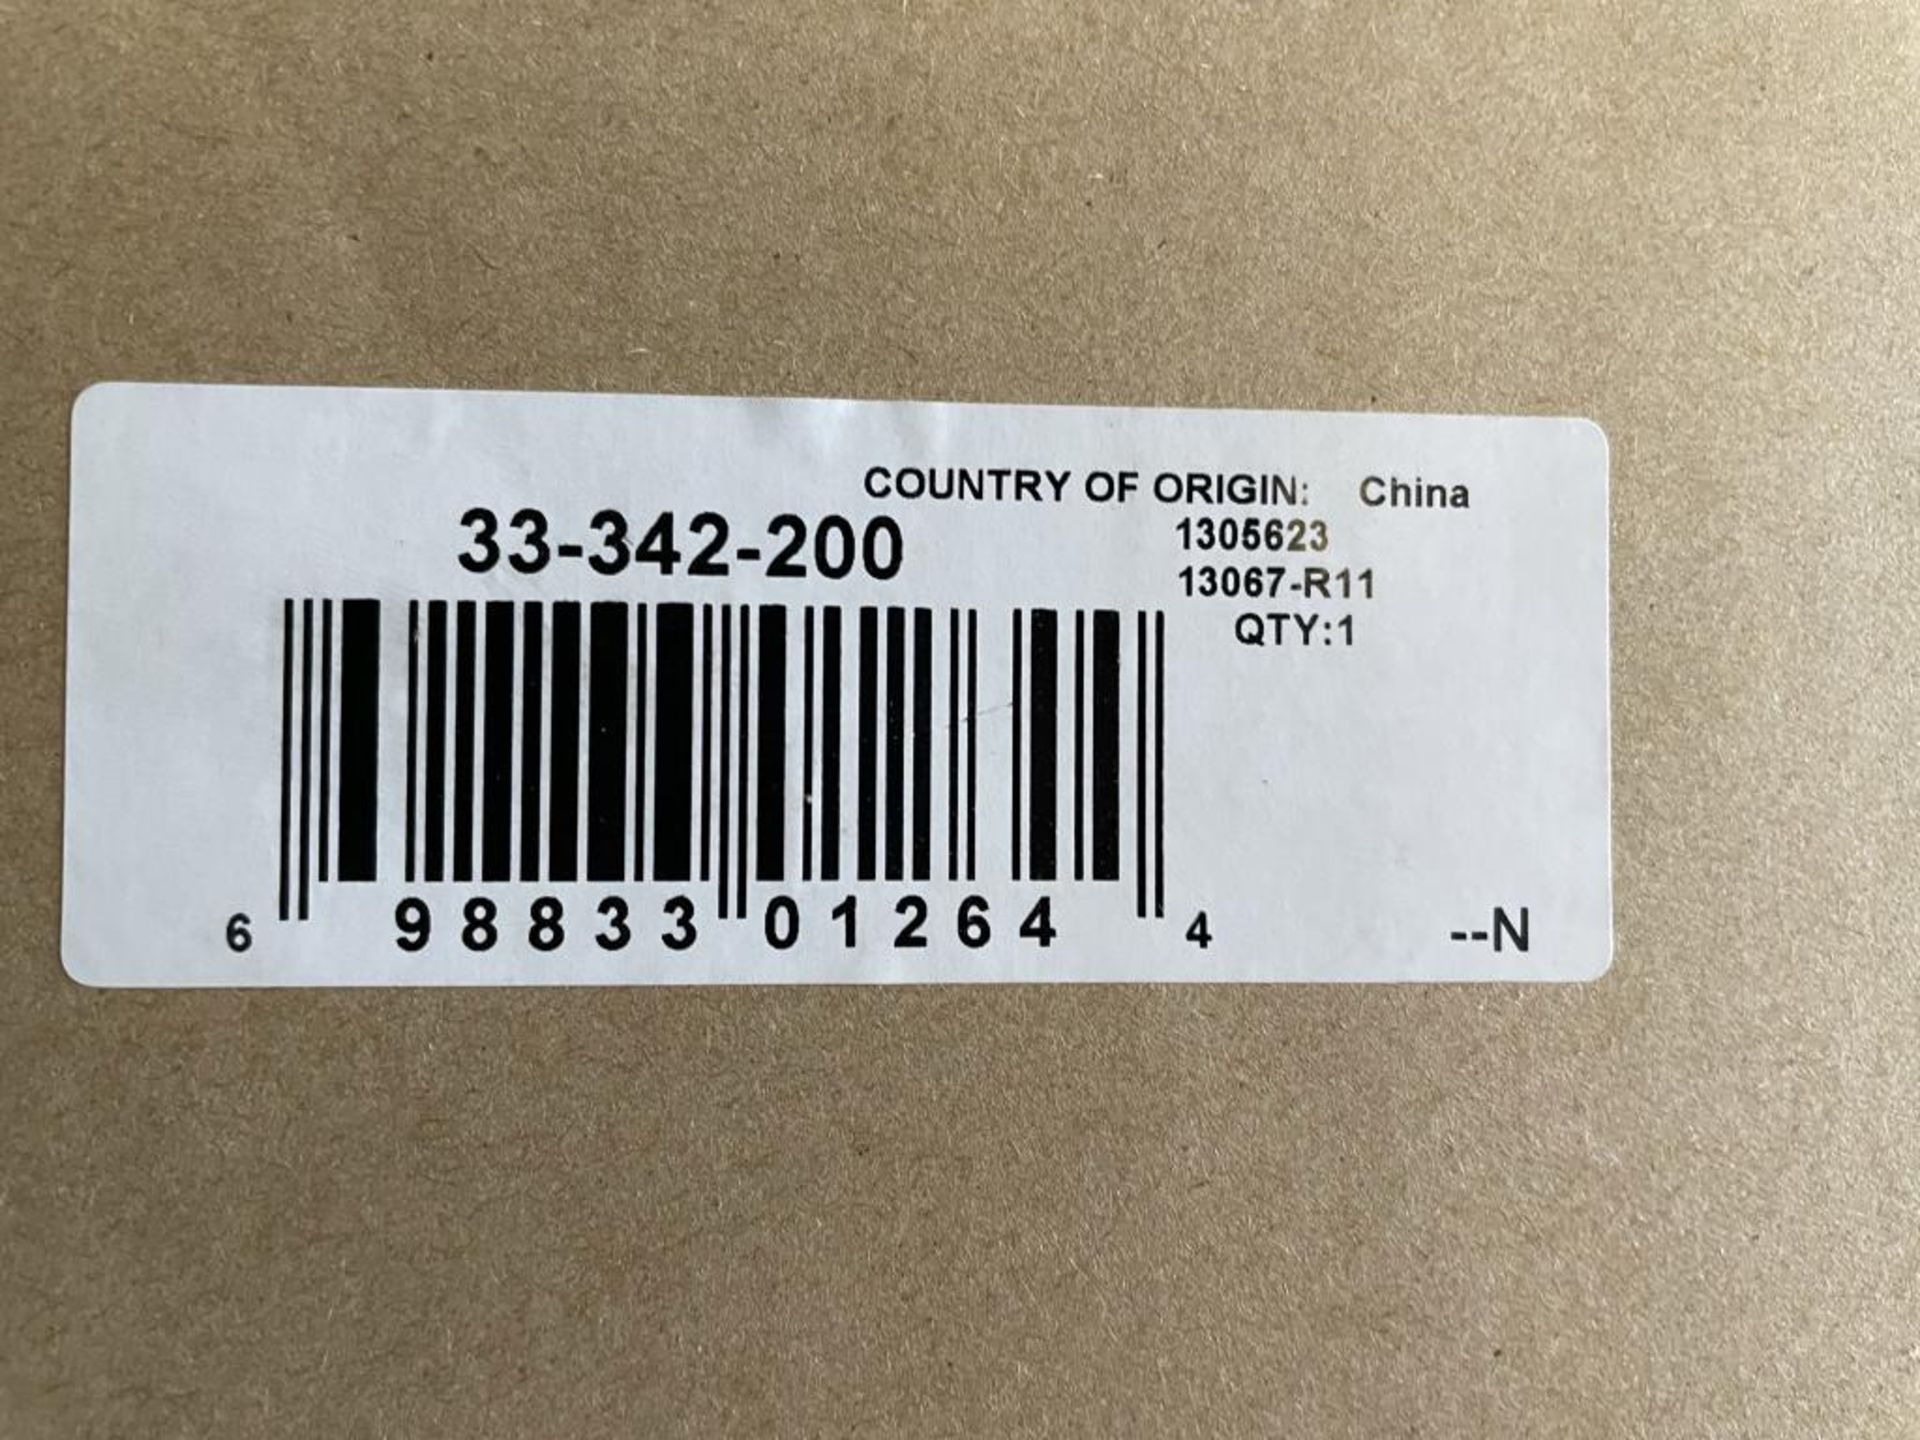 COUNTRY OF ORIGIN: China
33-342-200
1305623
13067-R11
QTY:1
6 98833 01264 4
--N